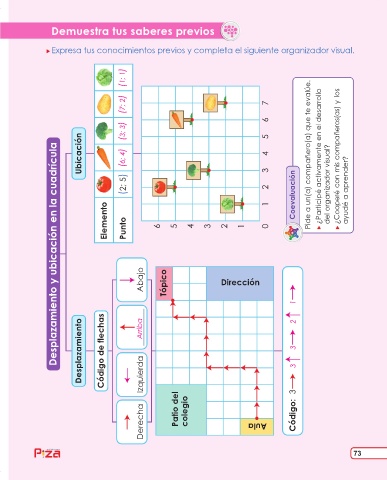 Demuestra tus saberes previos
Expresa tus conocimientos previos y completa el siguiente organizador visual.
Desplazamiento y ubicación en la cuadrícula
Ubicación
Elemento
Punto
(2; 5)
(6; 4)
(3; 3)
(7; 2)
(1; 1)
6
5
4
3
2
1
0
1
2
3
4
5
6
7
Coevaluación
Pide a un(a) compañero(a) que te evalúe.
¿Participé activamente en el desarrollo
del organizador visual?
¿Cooperé con mis compañeros(as) y los
ayudé a aprender?
Desplazamiento
Código de flechas
Derecha
Izquierda
Arriba
Abajo
Patio del
colegio
Tópico
Dirección
Aula
Código: 3 3 3 2 1
Pizá
73